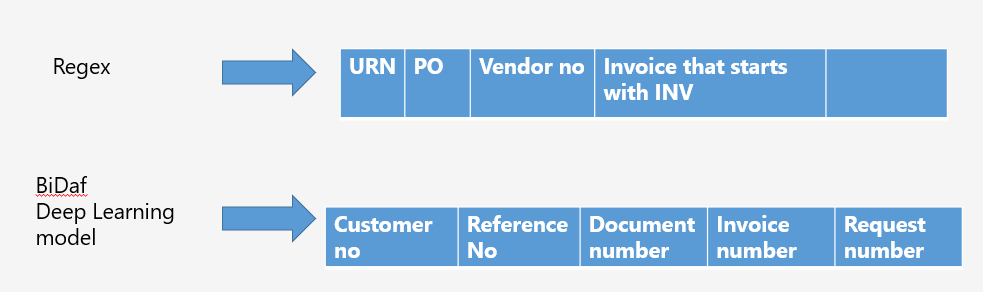 Regex
URN PO Vendor no Invoice that starts
with INV
BiDaf
Deep Learning
model
Customer Reference Document Invoice Request
no No number number number